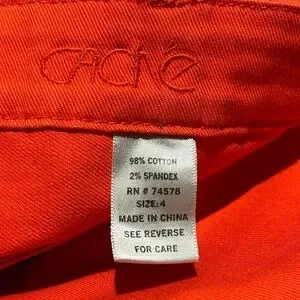 CACHÉ
98% COTTON
2% SPANDEX
RN # 74578
SIZE: 4
MADE IN CHINA
SEE REVERSE
FOR CARE